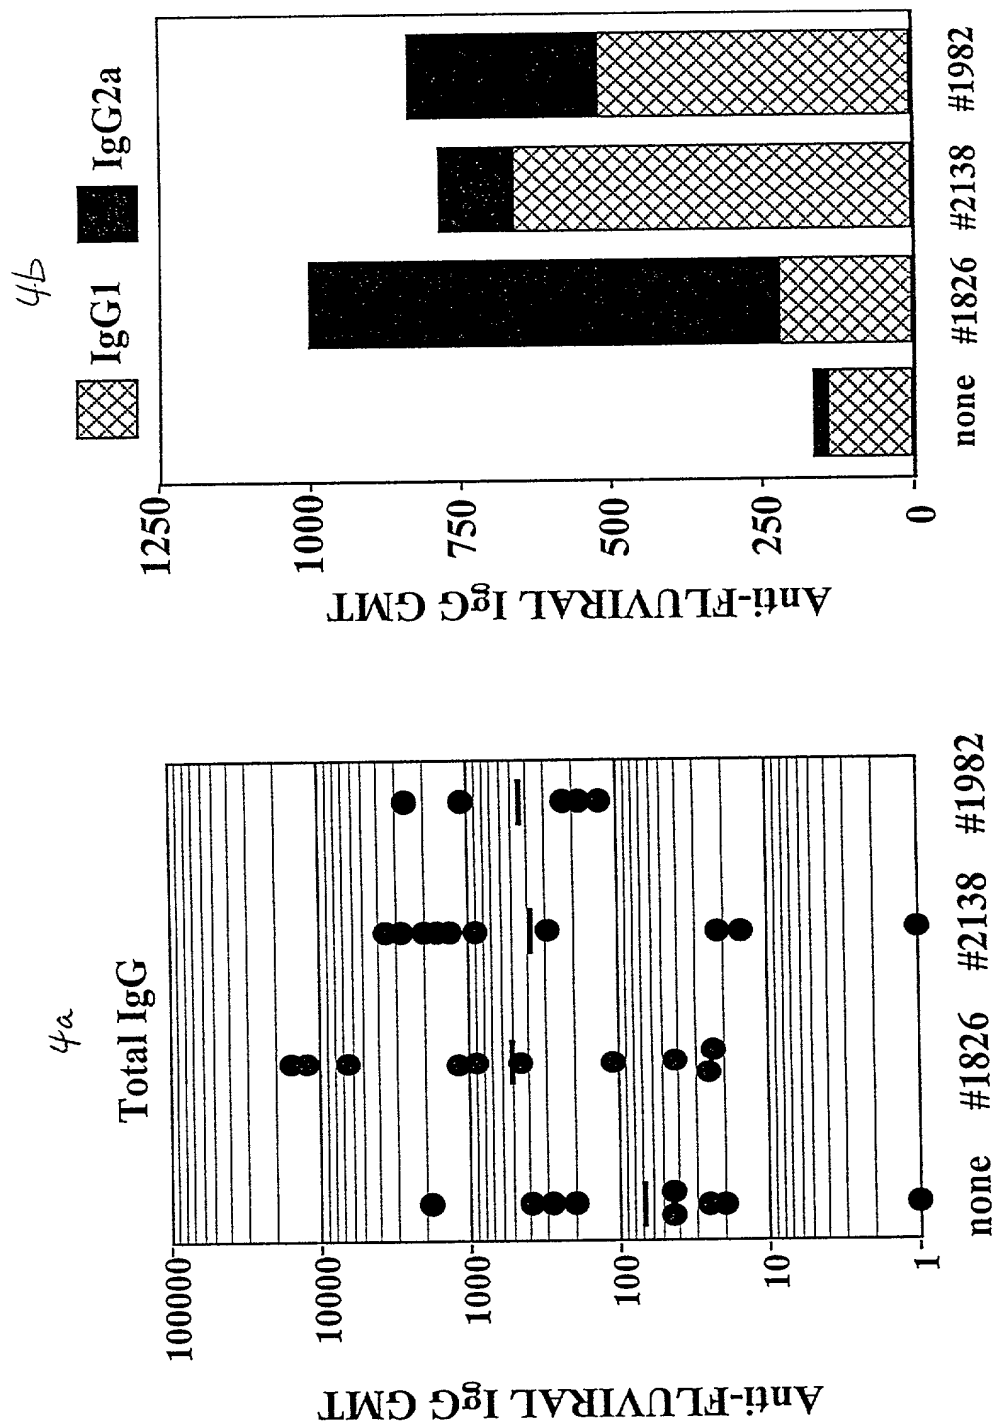 4a
Total IgG
Anti-FLUVIRAL IgG GMT
100000
10000
1000
100
10
1
none #1826 #2138 #1982
4b
IgG1 IgG2a
Anti-FLUVIRAL IgG GMT
1250
1000
750
500
250
0
none #1826 #2138 #1982